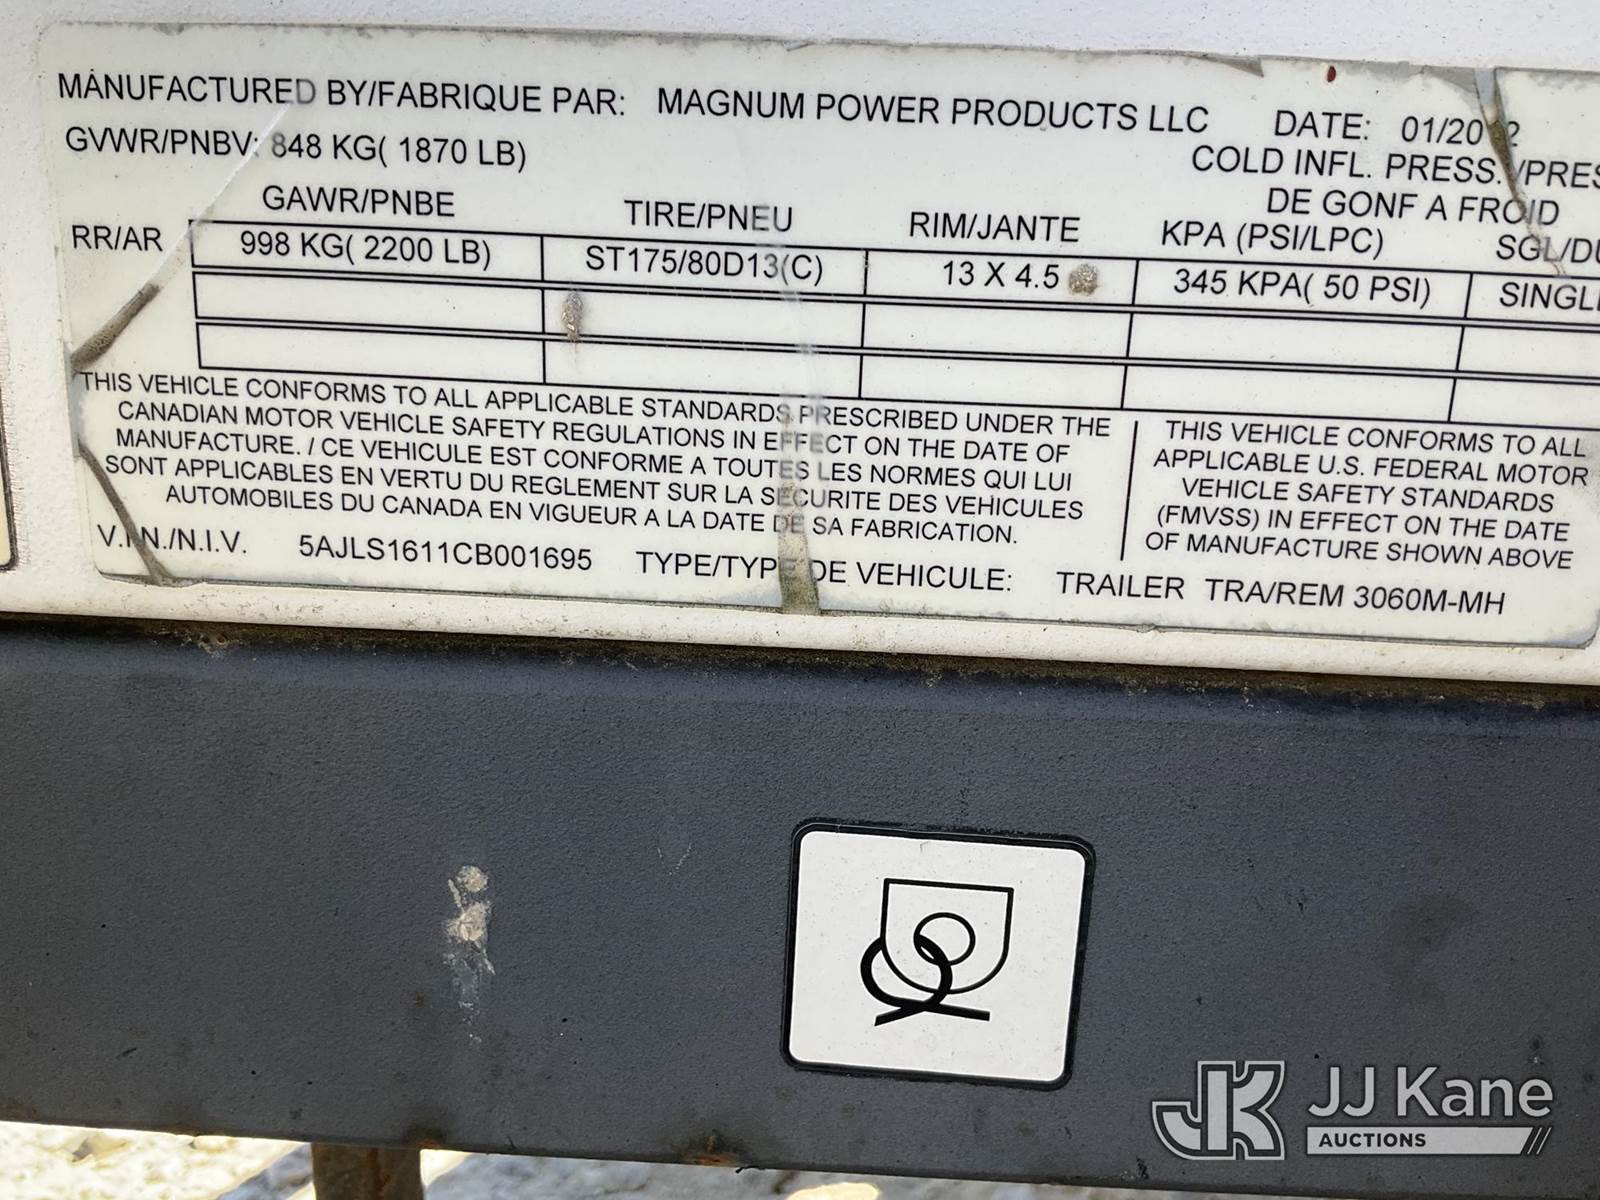 MANUFACTURED BY/FABRIQUE PAR: MAGNUM POWER PRODUCTS LLC DATE: 01/2012
GVWR/PNBV: 848 KG( 1870 LB) COLD INFL. PRESS./PRES
GAWR/PNBE TIRE/PNEU RIM/JANTE DE GONF A FROID
KPA (PSI/LPC) SGL/DU
RR/AR 998 KG( 2200 LB) ST175/80D13(C) 13 X 4.5 345 KPA( 50 PSI) SINGL
THIS VEHICLE CONFORMS TO ALL APPLICABLE STANDARDS PRESCRIBED UNDER THE
CANADIAN MOTOR VEHICLE SAFETY REGULATIONS IN EFFECT ON THE DATE OF
MANUFACTURE. / CE VEHICULE EST CONFORME A TOUTES LES NORMES QUI LUI
SONT APPLICABLES EN VERTU DU REGLEMENT SUR LA SECURITE DES VEHICULES
AUTOMOBILES DU CANADA EN VIGUEUR A LA DATE DE SA FABRICATION.
THIS VEHICLE CONFORMS TO ALL
APPLICABLE U.S. FEDERAL MOTOR
VEHICLE SAFETY STANDARDS
(FMVSS) IN EFFECT ON THE DATE
OF MANUFACTURE SHOWN ABOVE
V.I.N./N.I.V. 5AJLS1611CB001695 TYPE/TYPE DE VEHICULE: TRAILER TRA/REM 3060M-MH
JK JJ Kane
AUCTIONS